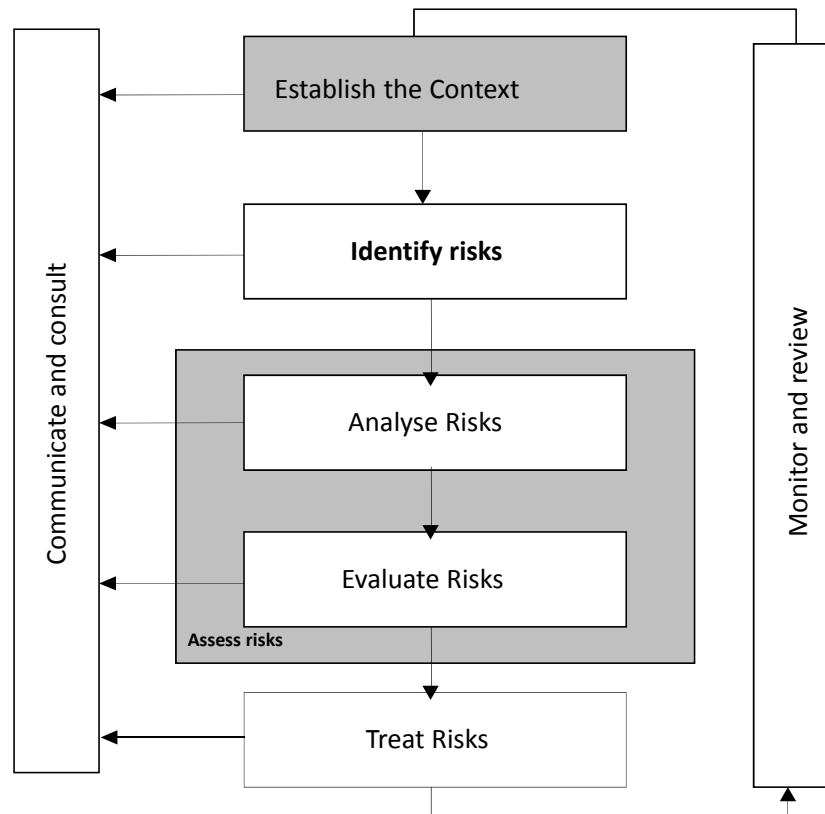 Establish the Context
Identify risks
Analyse Risks
Evaluate Risks
Assess risks
Treat Risks
Communicate and consult
Monitor and review